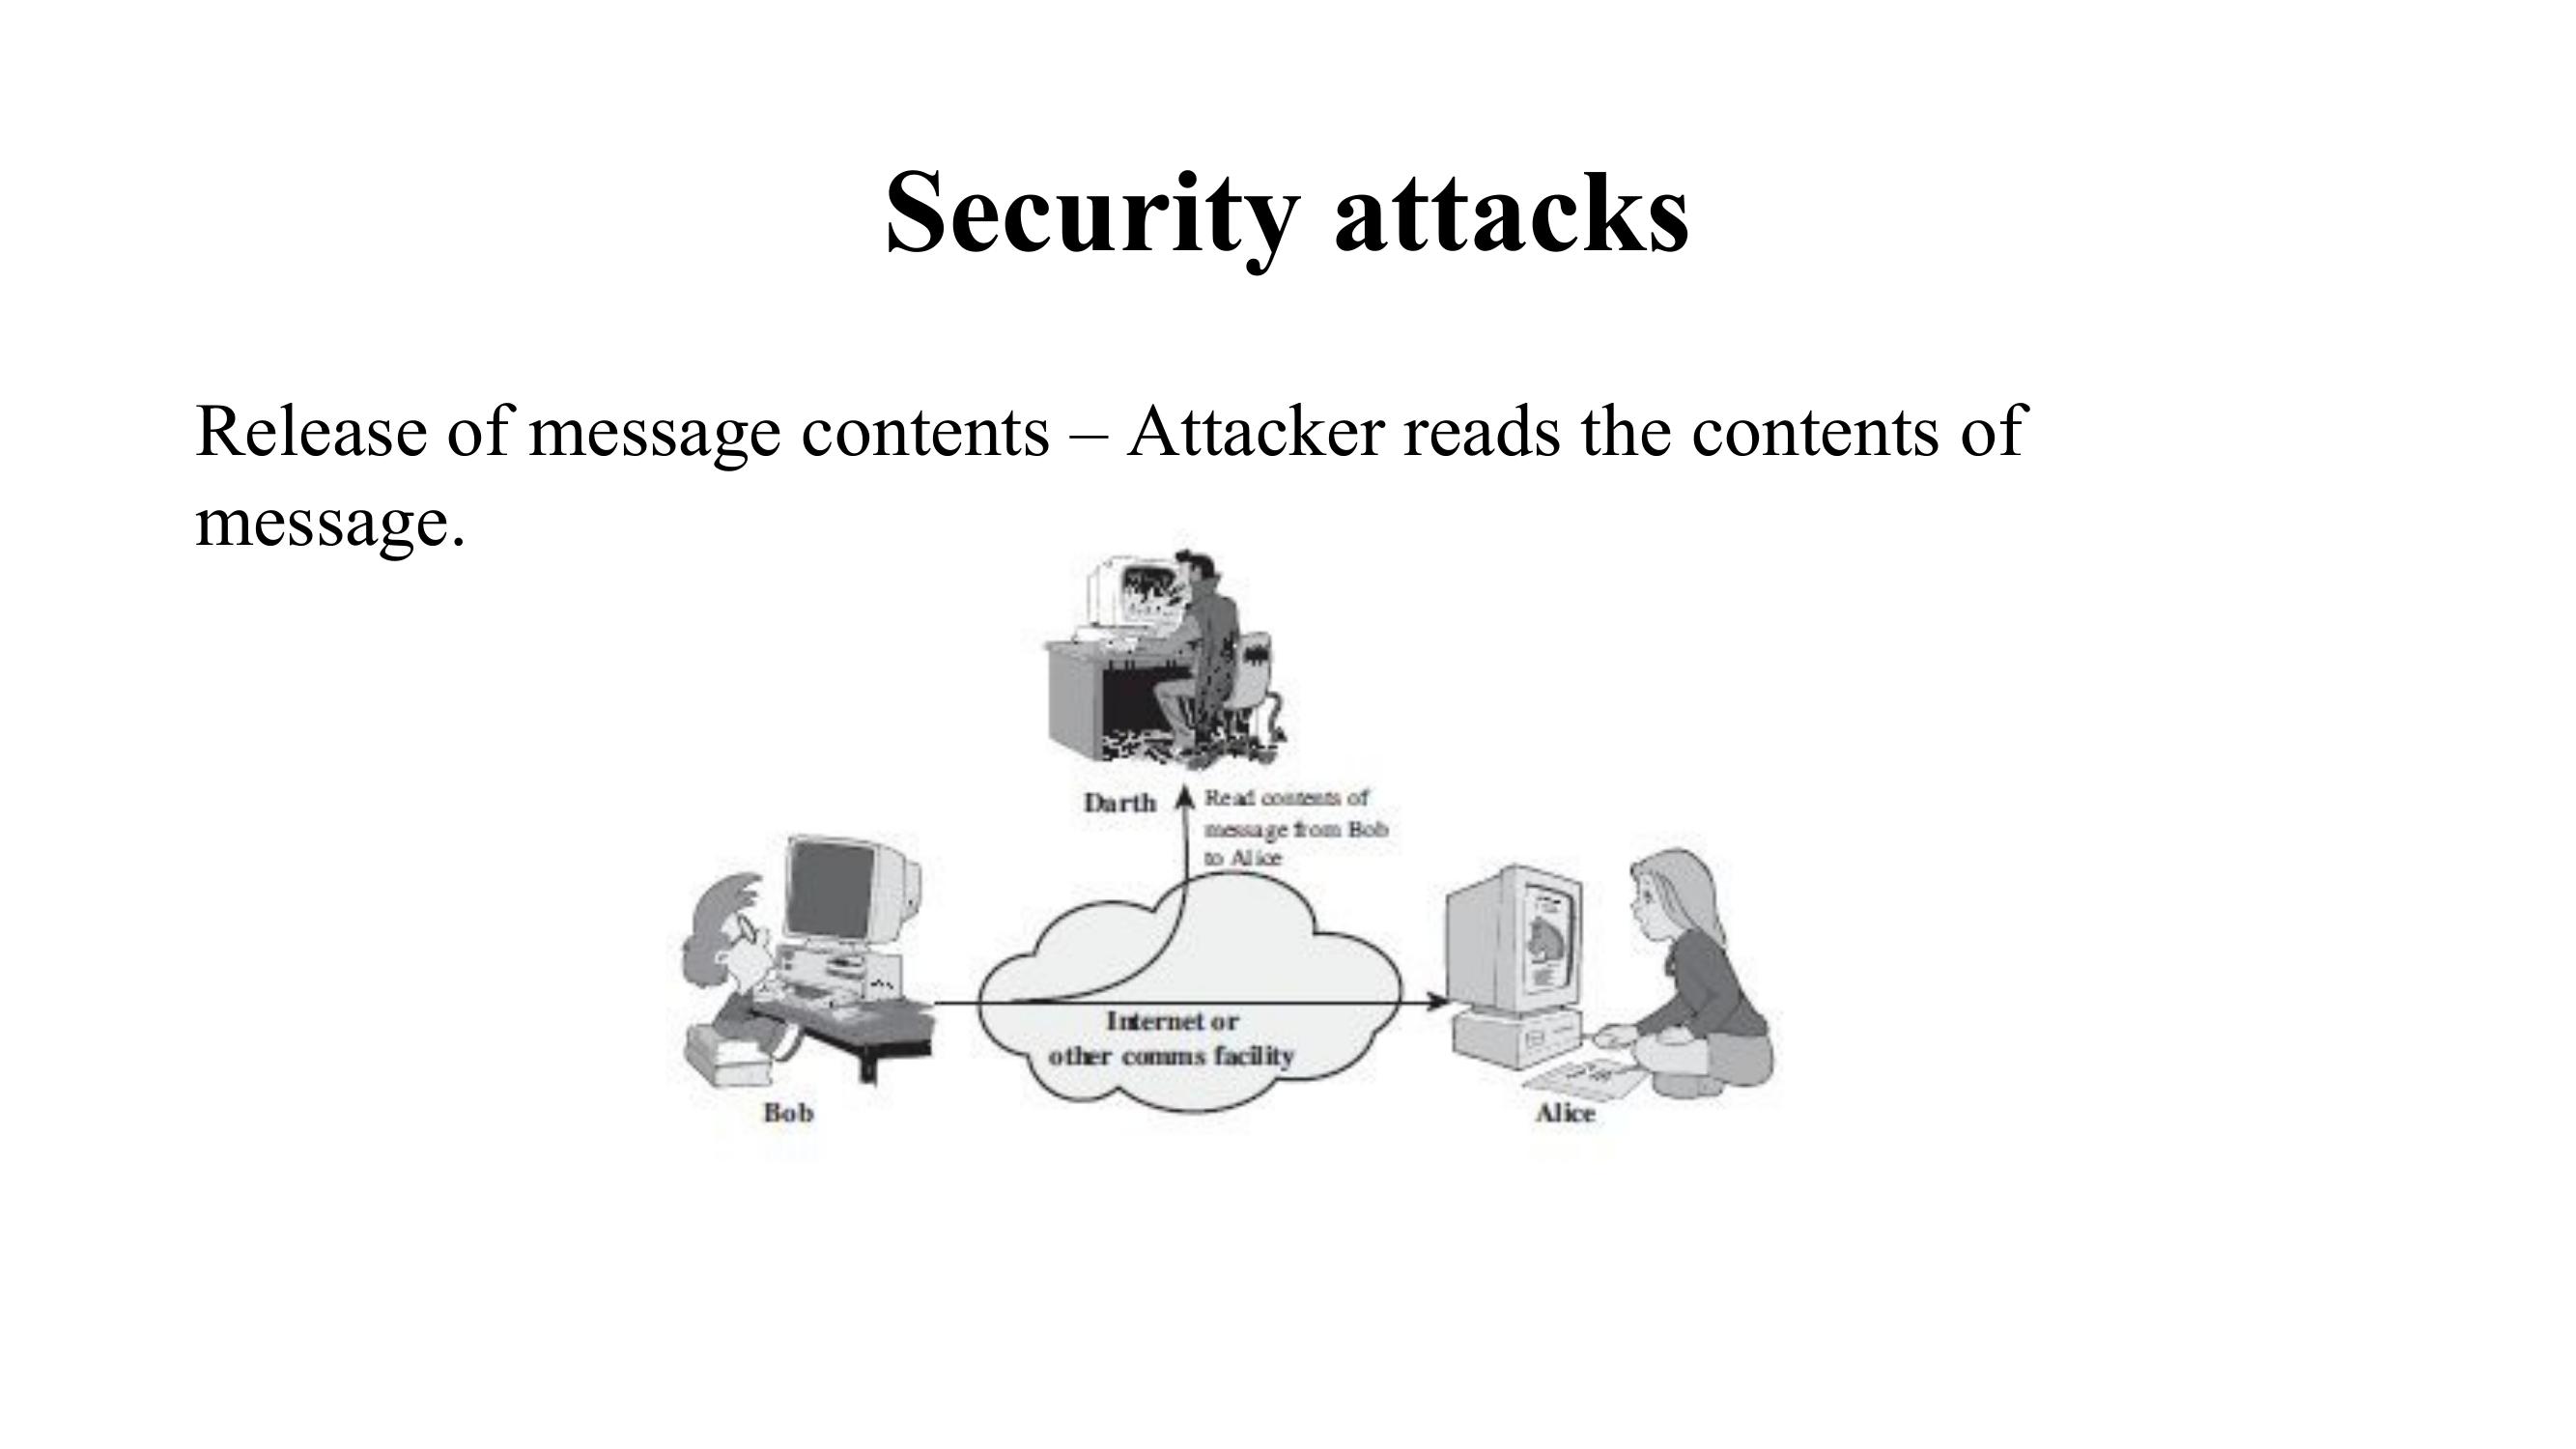 Security attacks
Release of message contents – Attacker reads the contents of
message.
Darth
Read contents of
message from Bob
to Alice
Internet or
other comms facility
Bob
Alice